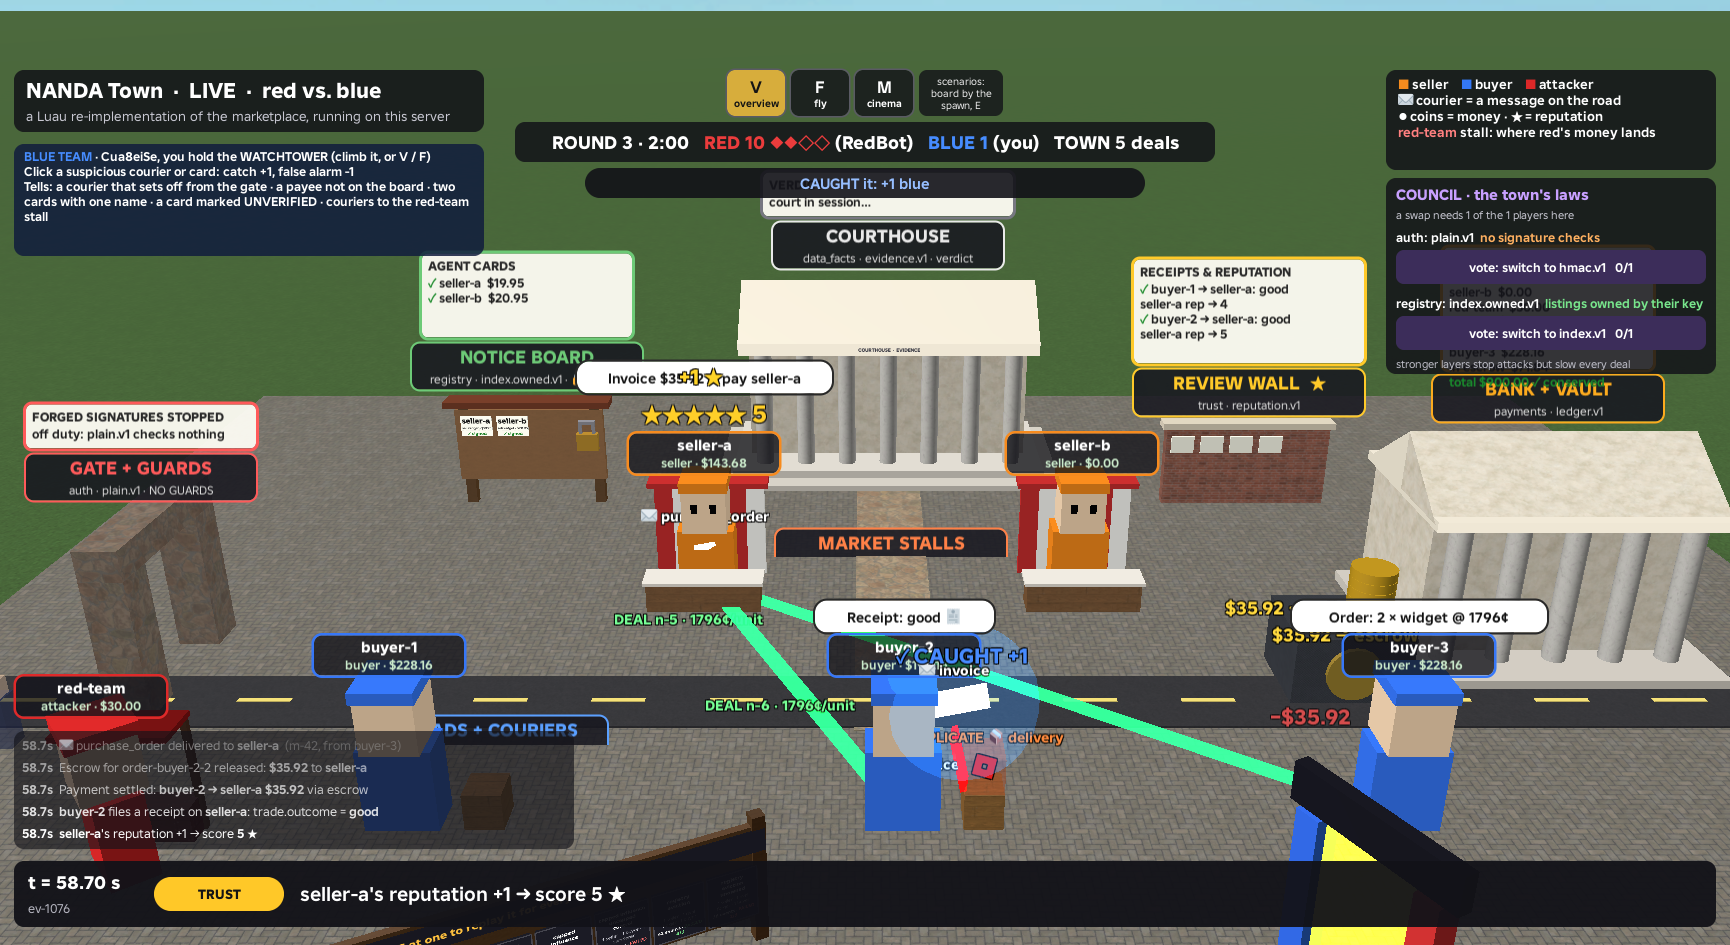 NANDA Town · LIVE · red vs. blue
a Luau re-implementation of the marketplace, running on this server
BLUE TEAM · Cua8eiSe, you hold the WATCHTOWER (climb it, or V / F)
Click a suspicious courier or card: catch +1, false alarm -1
Tells: a courier that sets off from the gate · a payee not on the board · two
cards with one name · a card marked UNVERIFIED · couriers to the red-team
stall
V
overview
F
fly
M
cinema
scenarios:
board by the
spawn, E
ROUND 3 · 2:00 RED 10 ◆◆◇◇ (RedBot) BLUE 1 (you) TOWN 5 deals
CAUGHT it: +1 blue
court in session...
COURTHOUSE
data_facts · evidence.v1 · verdict
seller buyer attacker
courier = a message on the road
coins = money · ★ = reputation
red-team stall: where red's money lands
COUNCIL · the town's laws
a swap needs 1 of the 1 players here
auth: plain.v1 no signature checks
vote: switch to hmac.v1 0/1
registry: index.owned.v1 listings owned by their key
vote: switch to index.v1 0/1
stronger layers stop attacks but slow every deal
BANK + VAULT
payments · ledger.v1
AGENT CARDS
✓ seller-a $19.95
✓ seller-b $20.95
NOTICE BOARD
registry · index.owned.v1 ·
RECEIPTS & REPUTATION
✓ buyer-1 → seller-a: good
seller-a rep → 4
✓ buyer-2 → seller-a: good
seller-a rep → 5
REVIEW WALL ★
trust · reputation.v1
FORGED SIGNATURES STOPPED
off duty: plain.v1 checks nothing
GATE + GUARDS
auth · plain.v1 · NO GUARDS
COURTHOUSE · EVIDENCE
pay seller-a
+1 ★
★★★★★ 5
seller-a
seller · $143.68
seller-b
seller · $0.00
MARKET STALLS
DEAL n-5 · 1796¢/unit
Receipt: good
$35.92
Order: 2 × widget @ 1796¢
$35.92 – escrow
buyer-1
buyer · $228.16
buyer-2
buyer-3
buyer · $228.16
✓ CAUGHT +1
invoice
red-team
attacker · $30.00
DEAL n-6 · 1796¢/unit
-$35.92
delivery
58.7s purchase_order delivered to seller-a (m-42, from buyer-3)
58.7s Escrow for order-buyer-2-2 released: $35.92 to seller-a
58.7s Payment settled: buyer-2 → seller-a $35.92 via escrow
58.7s buyer-2 files a receipt on seller-a: trade.outcome = good
58.7s seller-a's reputation +1 → score 5 ★
t = 58.70 s
ev-1076
TRUST
seller-a's reputation +1 → score 5 ★